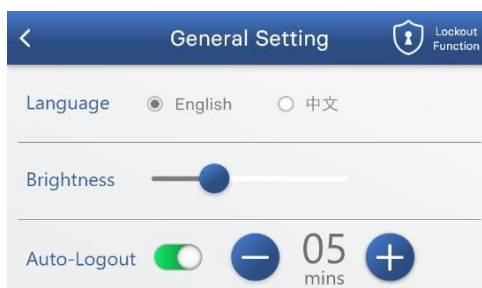 General Setting
Lockout
Function
Language English 中文
Brightness
Auto-Logout 05
mins